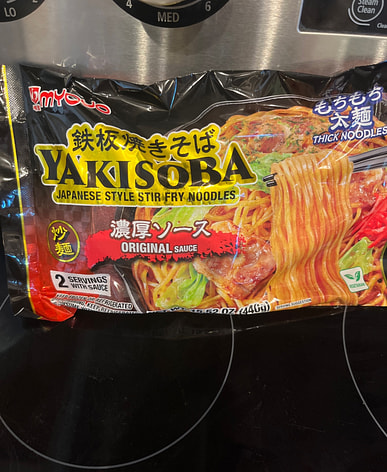 LO
4
MED
6
Steam
Clean
MYOJO
もちもち
太麺
THICK NOODLES
鉄板焼きそば
YAKISOBA
JAPANESE STYLE STIR FRY NOODLES
濃厚ソース
ORIGINAL SAUCE
炒麺
2 SERVINGS
WITH SAUCE